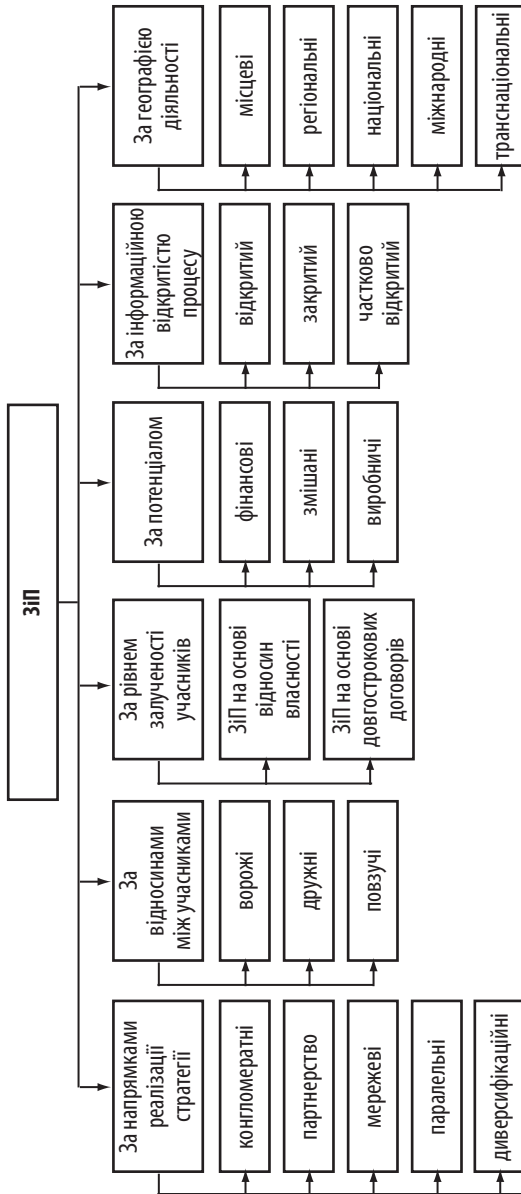 ЗіП
За напрямками
реалізації
стратегії
конгломератні
партнерство
мережеві
паралельні
диверсифікаційні
За
відносинами
між учасниками
ворожі
дружні
повзучі
За рівнем
залученості
учасників
ЗіП на основі
відносин
власності
ЗіП на основі
довгострокових
договорів
За потенціалом
фінансові
змішані
виробничі
За інформаційною
відкритістю
процесу
відкритий
закритий
частково
відкритий
За географією
діяльності
місцеві
регіональні
національні
міжнародні
транснаціональні